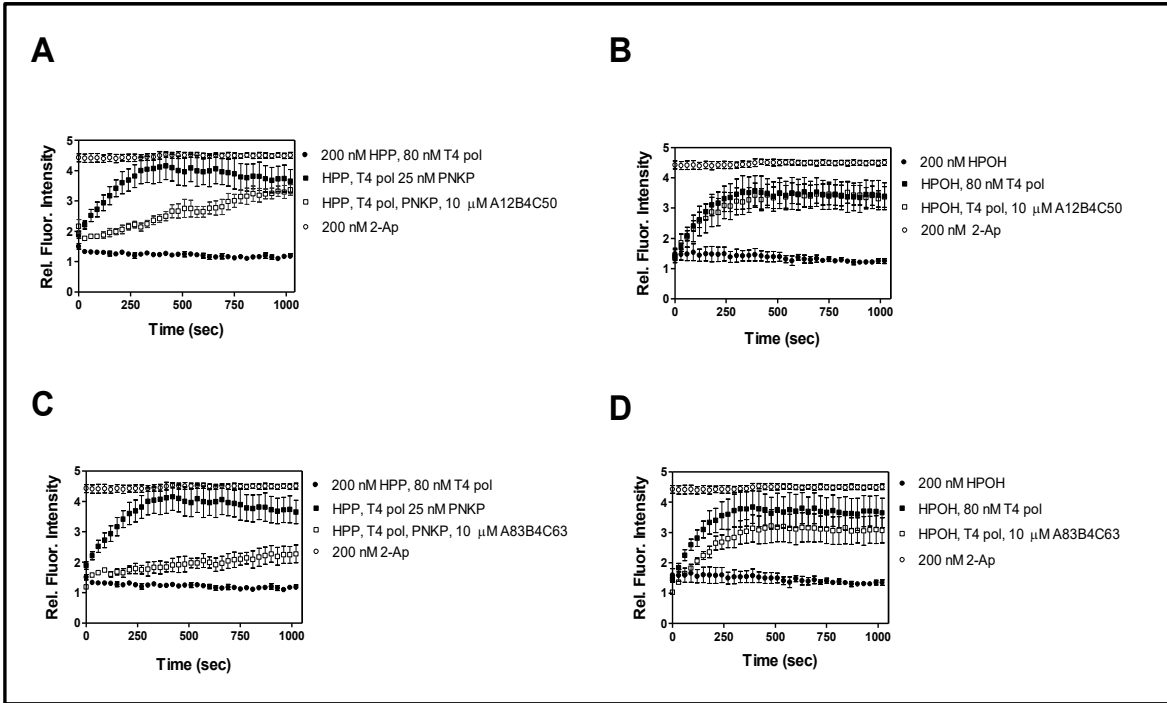 A
Rel. Fluor. Intensity
5
4
3
2
1
0
0 250 500 750 1000
Time (sec)
200 nM HPP, 80 nM T4 pol
HPP, T4 pol 25 nM PNKP
HPP, T4 pol, PNKP, 10 μM A12B4C50
200 nM 2-Ap
B
Rel. Fluor. Intensity
5
4
3
2
1
0
0 250 500 750 1000
Time (sec)
200 nM HPOH
HPOH, 80 nM T4 pol
HPOH, T4 pol, 10 μM A12B4C50
200 nM 2-Ap
C
Rel. Fluor. Intensity
5
4
3
2
1
0
0 250 500 750 1000
Time (sec)
200 nM HPP, 80 nM T4 pol
HPP, T4 pol 25 nM PNKP
HPP, T4 pol, PNKP, 10 μM A83B4C63
200 nM 2-Ap
D
Rel. Fluor. Intensity
5
4
3
2
1
0
0 250 500 750 1000
Time (sec)
200 nM HPOH
HPOH, 80 nM T4 pol
HPOH, T4 pol, 10 μM A83B4C63
200 nM 2-Ap